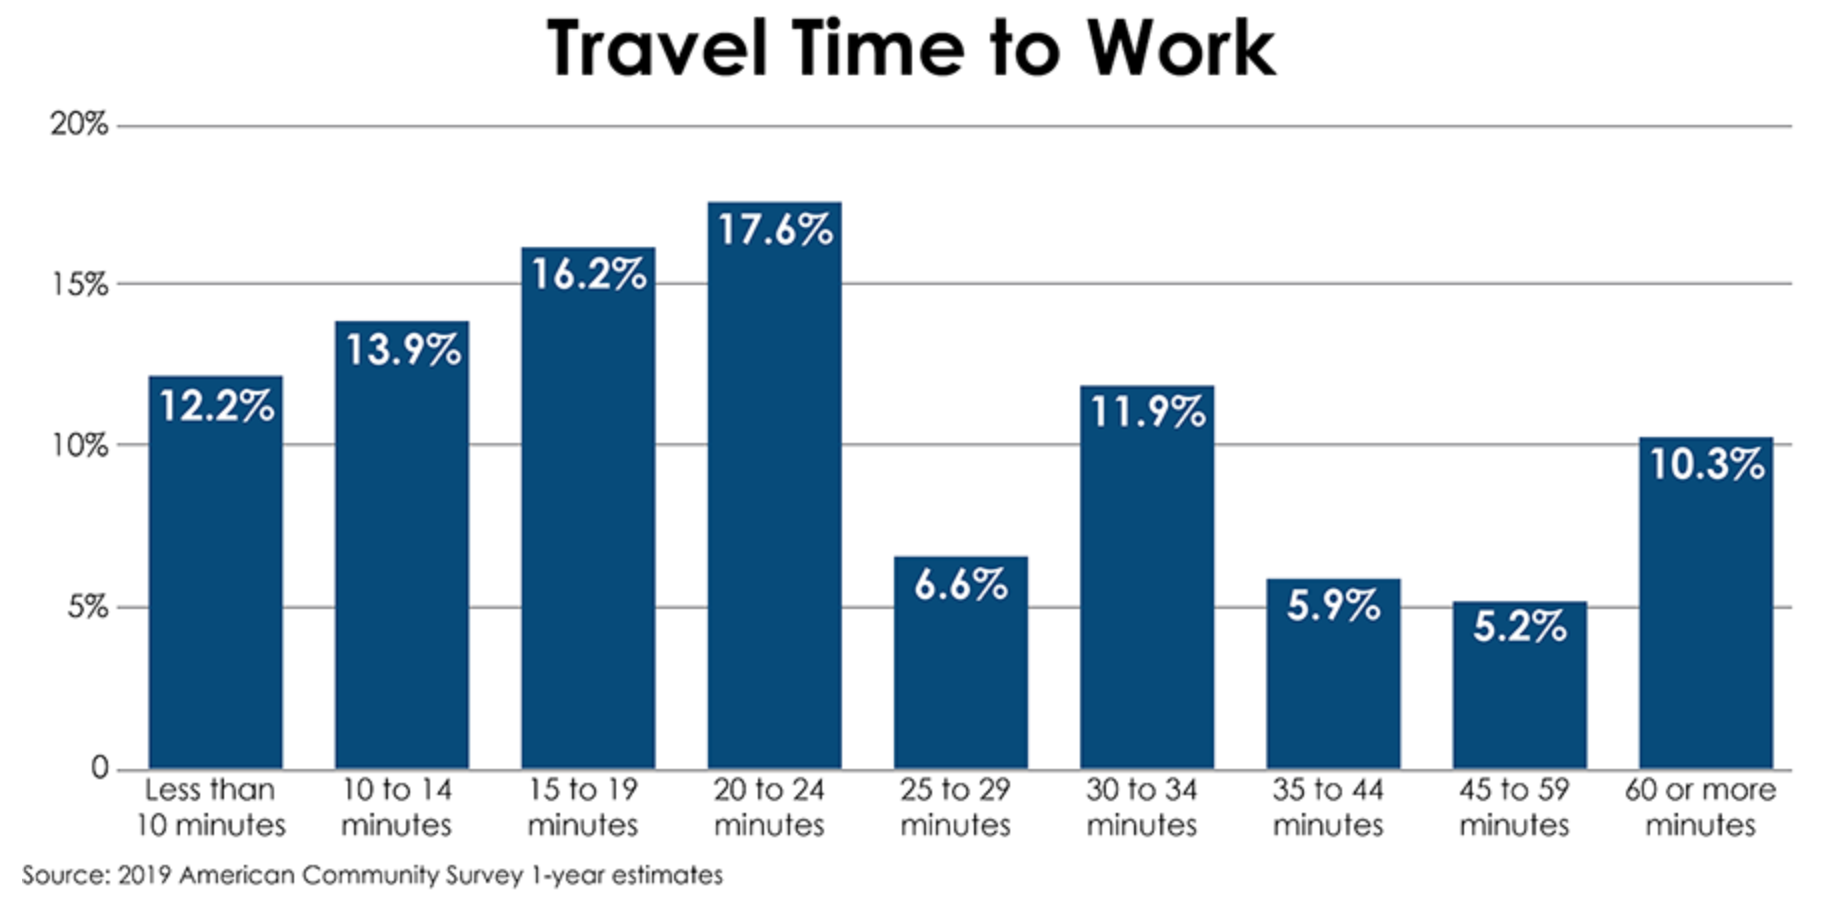 Travel Time to Work
20%
15%
10%
5%
0
12.2%
13.9%
16.2%
17.6%
6.6%
11.9%
5.9%
5.2%
10.3%
Less than
10 minutes
10 to 14
minutes
15 to 19
minutes
20 to 24
minutes
25 to 29
minutes
30 to 34
minutes
35 to 44
minutes
45 to 59
minutes
60 or more
minutes
Source: 2019 American Community Survey 1-year estimates